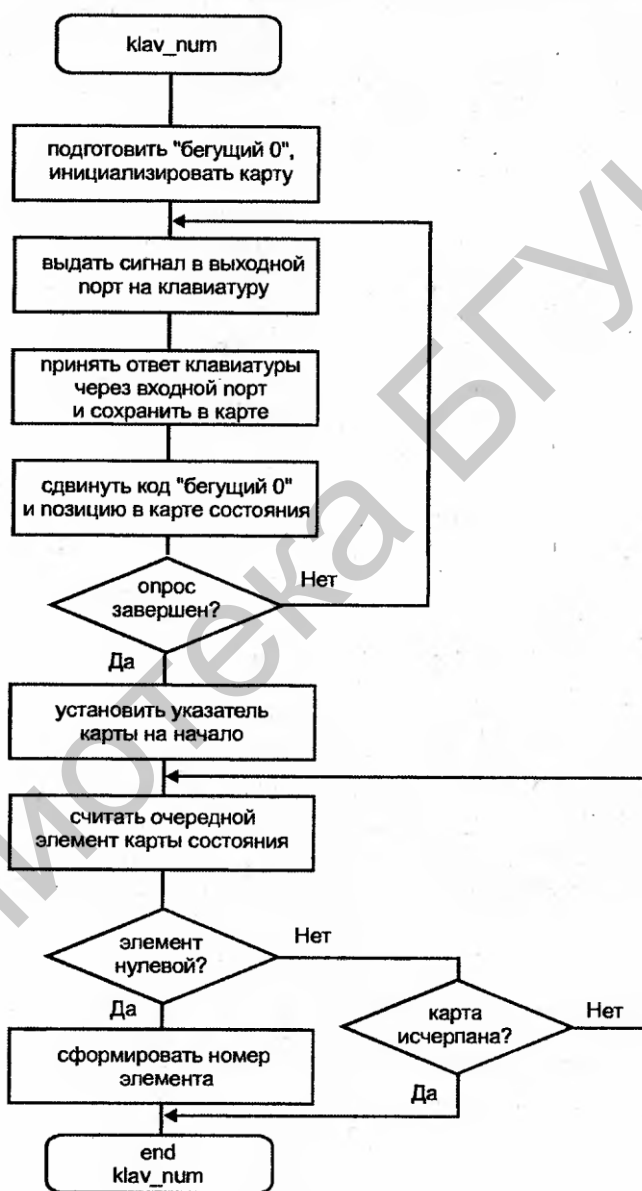 klav_num
подготовить "бегущий 0",
инициализировать карту
выдать сигнал в выходной
порт на клавиатуру
принять ответ клавиатуры
через входной порт
и сохранить в карте
сдвинуть код "бегущий 0"
и позицию в карте состояния
опрос
завершен?
Нет
Да
установить указатель
карты на начало
считать очередной
элемент карты состояния
элемент
нулевой?
Нет
Да
карта
исчерпана?
Нет
Да
сформировать номер
элемента
end
klav_num